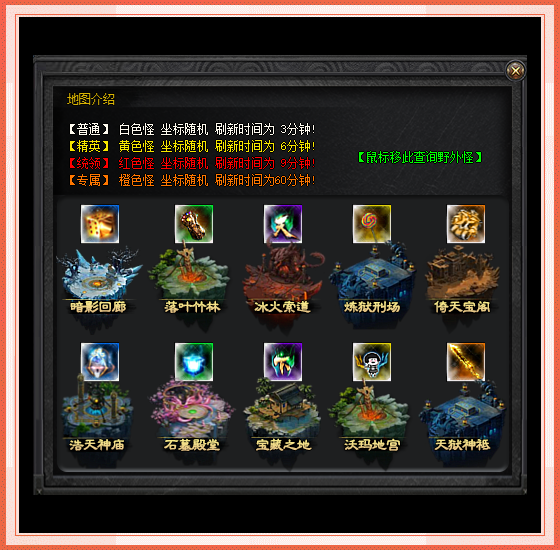 地图介绍
【普通】 白色怪 坐标随机 刷新时间为 3分钟!
【精英】 黄色怪 坐标随机 刷新时间为 6分钟!
【统领】 红色怪 坐标随机 刷新时间为 9分钟!
【专属】 橙色怪 坐标随机 刷新时间为60分钟!
【鼠标移此查询野外怪】
暗影回廊 落叶竹林 冰火索道 炼狱刑场 倚天宝阁
浩天神庙 石墓殿堂 宝藏之地 沃玛地宫 天狱神祗